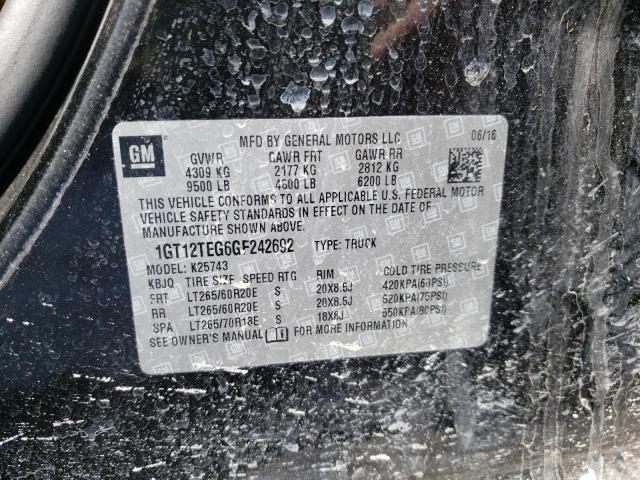 GM
MFD BY GENERAL MOTORS LLC 06/16
GVWR GAWR FRT GAWR RR
4309 KG 2177 KG 2812 KG
9500 LB 4800 LB 6200 LB
THIS VEHICLE CONFORMS TO ALL APPLICABLE U.S. FEDERAL MOTOR
VEHICLE SAFETY STANDARDS IN EFFECT ON THE DATE OF
MANUFACTURE SHOWN ABOVE.
1GT12TEG6GF242692 TYPE: TRUCK
MODEL: K25743
KBJQ TIRE SIZE SPEED RTG RIM COLD TIRE PRESSURE
FRT LT265/60R20E S 20X8.5J 420KPA(60PSI)
RR LT265/60R20E S 20X8.5J 520KPA(75PSI)
SPA LT265/70R18E S 18X8J 550KPA(80PSI)
SEE OWNER'S MANUAL FOR MORE INFORMATION.